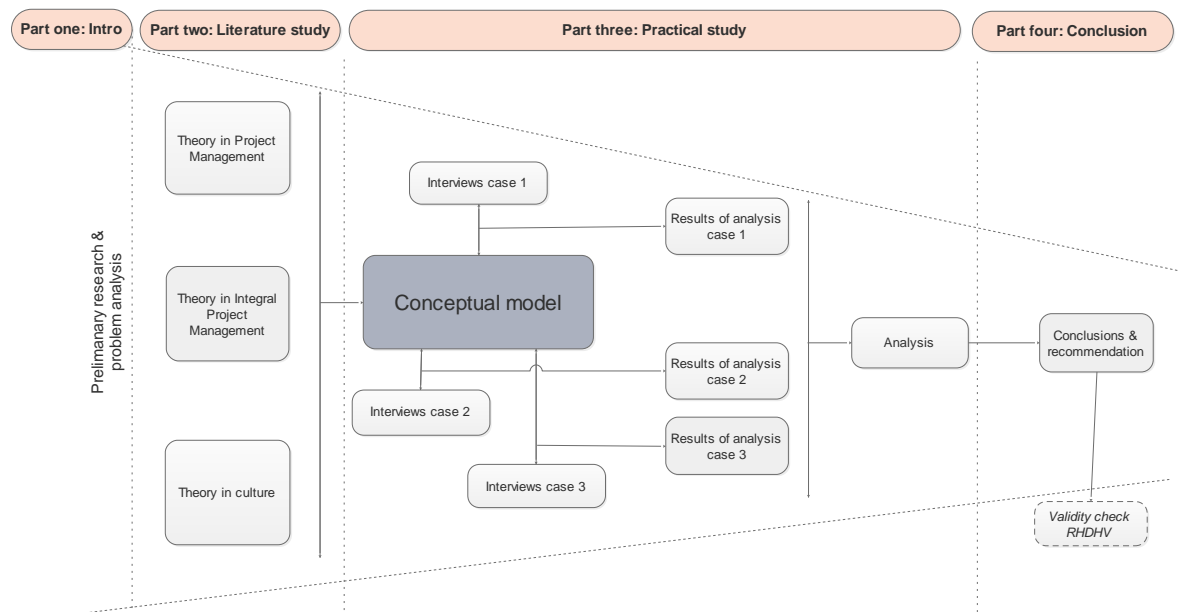 Part one: Intro
Part two: Literature study
Part three: Practical study
Part four: Conclusion
Prelimanary research &
problem analysis
Theory in Project
Management
Theory in Integral
Project
Management
Theory in culture
Interviews case 1
Conceptual model
Interviews case 2
Interviews case 3
Results of analysis
case 1
Results of analysis
case 2
Results of analysis
case 3
Analysis
Conclusions &
recommendation
Validity check
RHDHV